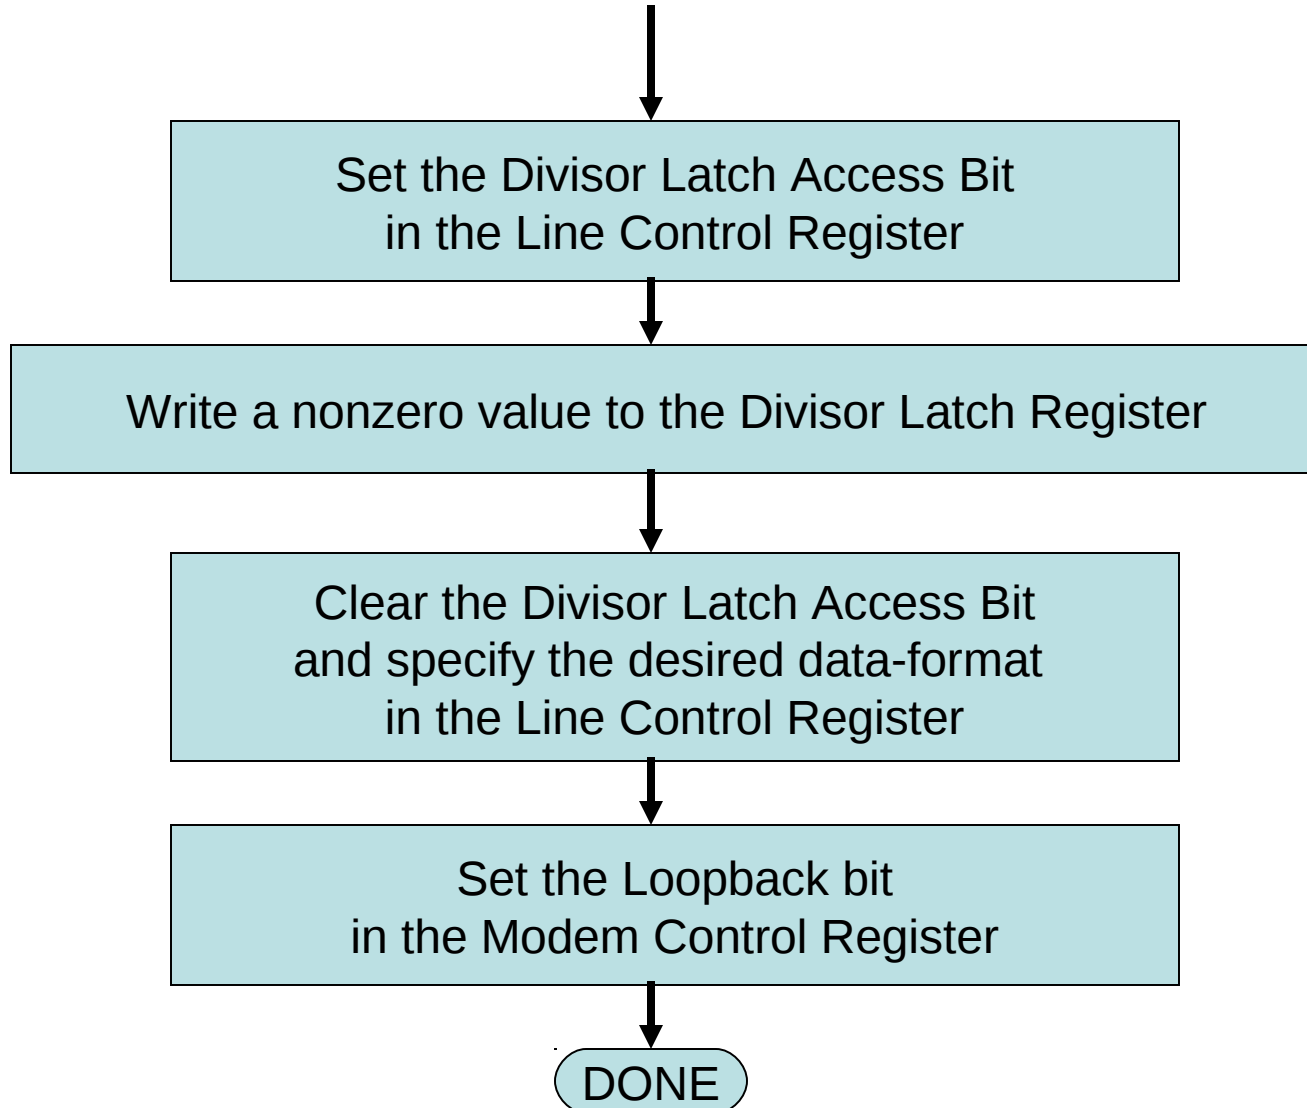 Set the Divisor Latch Access Bit
in the Line Control Register
Write a nonzero value to the Divisor Latch Register
Clear the Divisor Latch Access Bit
and specify the desired data-format
in the Line Control Register
Set the Loopback bit
in the Modem Control Register
DONE